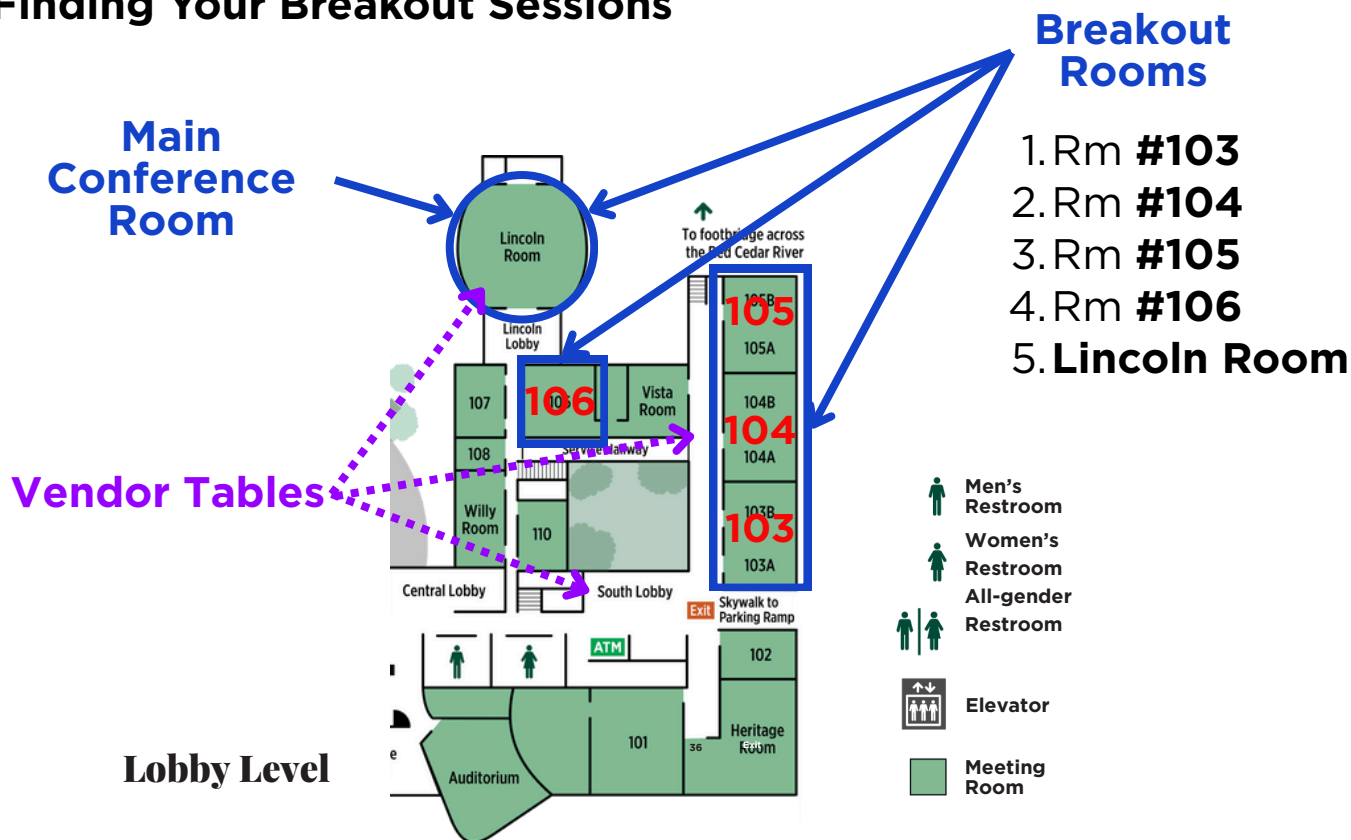 Finding Your Breakout Sessions
Breakout
Rooms
1. Rm #103
2. Rm #104
3. Rm #105
4. Rm #106
5. Lincoln Room
Main
Conference
Room
Lincoln
Room
To footbridge across
the Red Cedar River
Lincoln
Lobby
105B
105
105A
107
106
106
Vista
Room
104B
104
104A
108
Service Hallway
Vendor Tables
Willy
Room
110
103B
103
103A
Central Lobby
South Lobby
Exit
Skywalk to
Parking Ramp
ATM
102
101
36
Heritage
Room
Exit
Auditorium
e
Lobby Level
Men's
Restroom
Women's
Restroom
All-gender
Restroom
Elevator
Meeting
Room